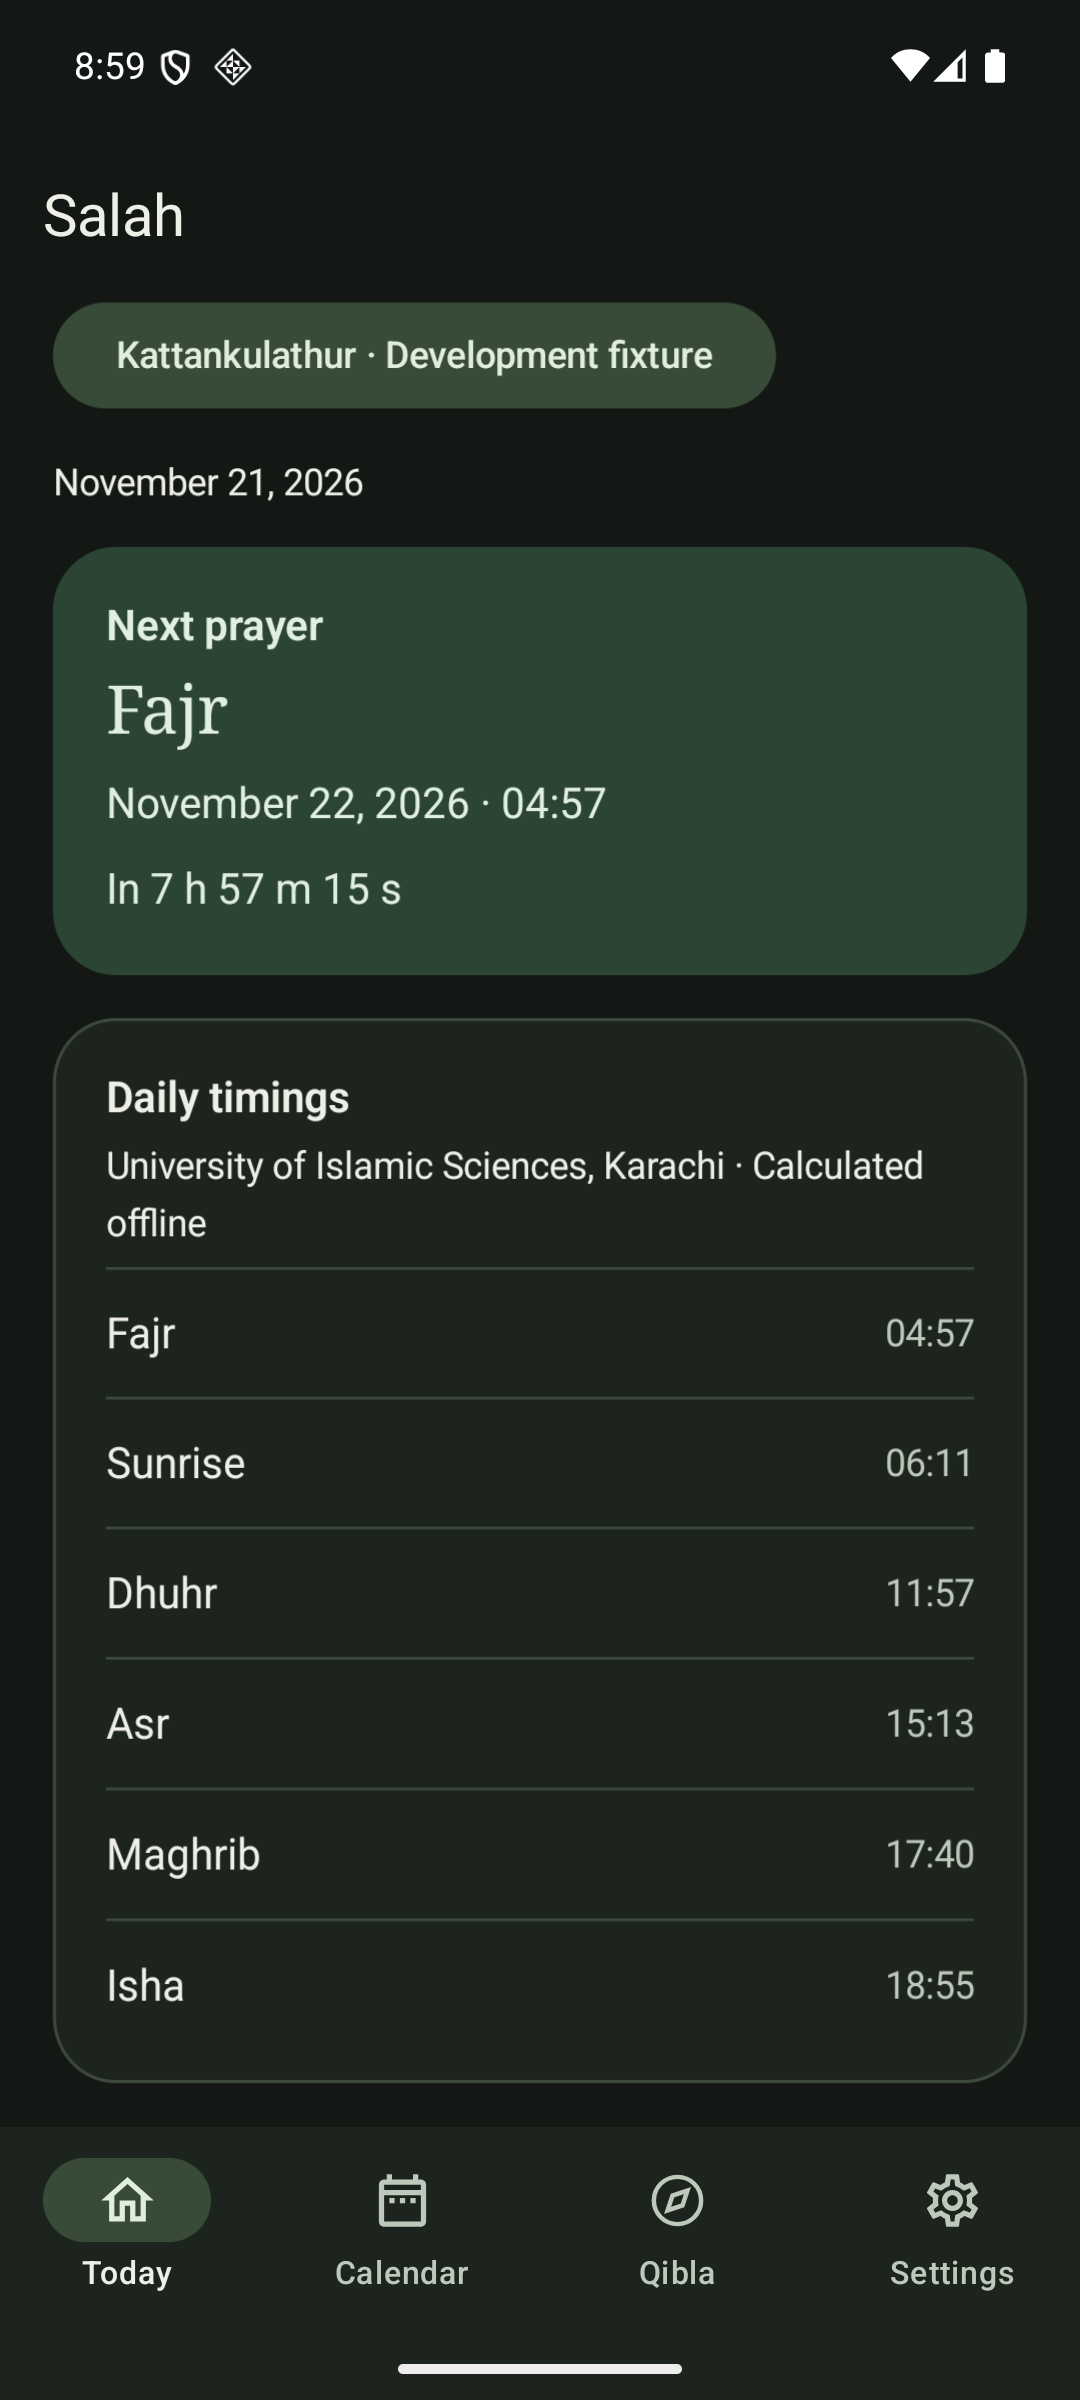 8:59
Salah
Kattankulathur · Development fixture
November 21, 2026
Next prayer
Fajr
November 22, 2026 · 04:57
In 7 h 57 m 15 s
Daily timings
University of Islamic Sciences, Karachi · Calculated
offline
Fajr 04:57
Sunrise 06:11
Dhuhr 11:57
Asr 15:13
Maghrib 17:40
Isha 18:55
Today Calendar Qibla Settings